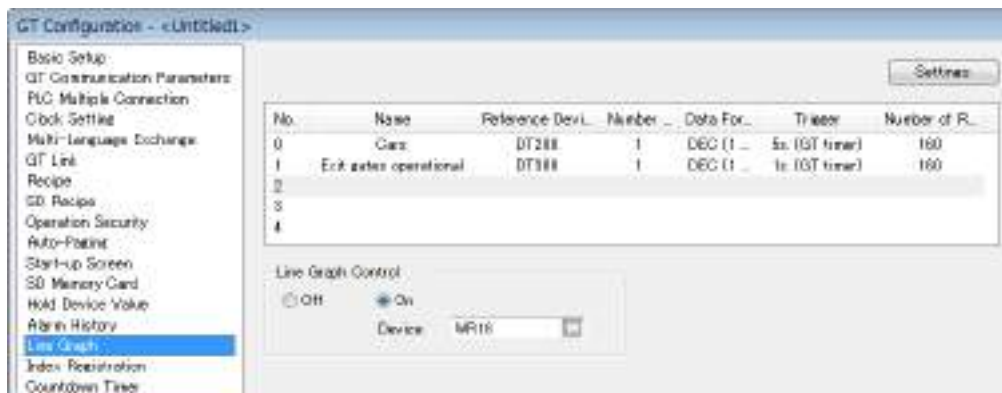 GT Configuration - <Untitled1>
Basic Setup
GT Communication Parameters
PLC Multiple Connection
Clock Setting
Multi-Language Exchange
GT Link
Recipe
SD Recipe
Operation Security
Auto-Paging
Start-up Screen
SD Memory Card
Hold Device Value
Alarm History
Line Graph
Index Registration
Countdown Timer
Settings
No. Name Reference Devi... Number ... Data For... Trigger Number of R...
0 Cars 1 DEC (1 ... 5s (GT timer) 160
1 Exit gates operational 1 DEC (1 ... 1s (GT timer) 160
2
3
4
Line Graph Control
Off On
Device WR16